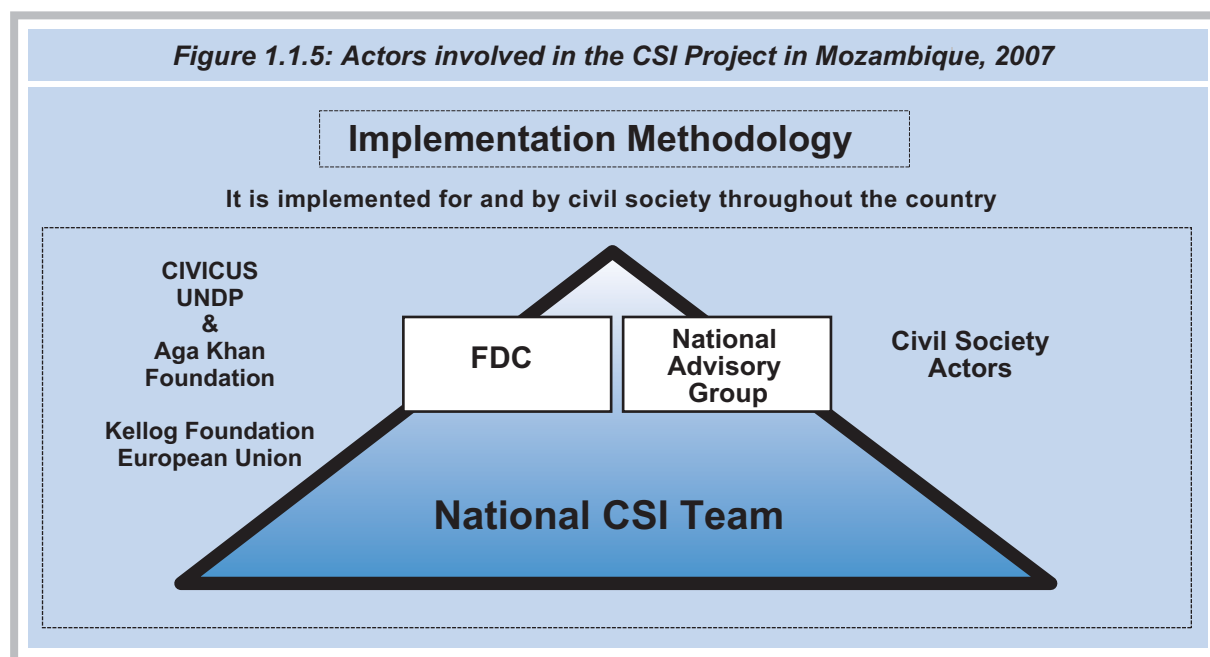 Figure 1.1.5: Actors involved in the CSI Project in Mozambique, 2007
Implementation Methodology
It is implemented for and by civil society throughout the country
CIVICUS
UNDP
&
Aga Khan
Foundation
Kellog Foundation
European Union
FDC
National
Advisory
Group
Civil Society
Actors
National CSI Team